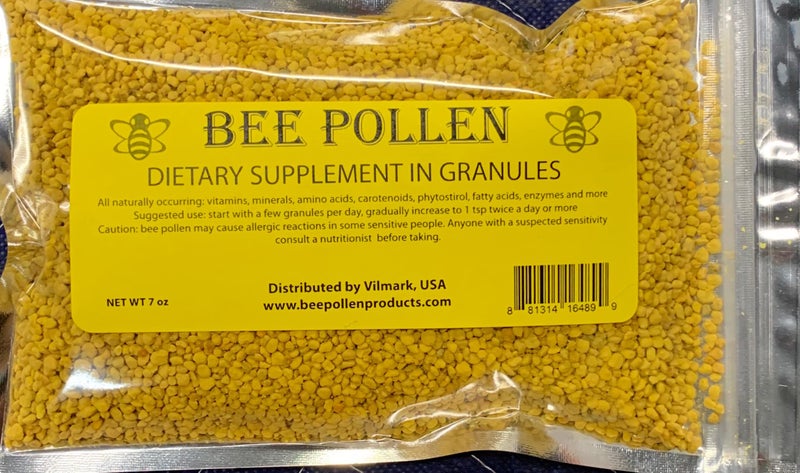 BEE POLLEN
DIETARY SUPPLEMENT IN GRANULES
All naturally occurring: vitamins, minerals, amino acids, carotenoids, phytostirol, fatty acids, enzymes and more
Suggested use: start with a few granules per day, gradually increase to 1 tsp twice a day or more
Caution: bee pollen may cause allergic reactions in some sensitive people. Anyone with a suspected sensitivity
consult a nutritionist before taking.
Distributed by Vilmark, USA
NET WT 7 oz
www.beepollenproducts.com
8 81314 16489 9